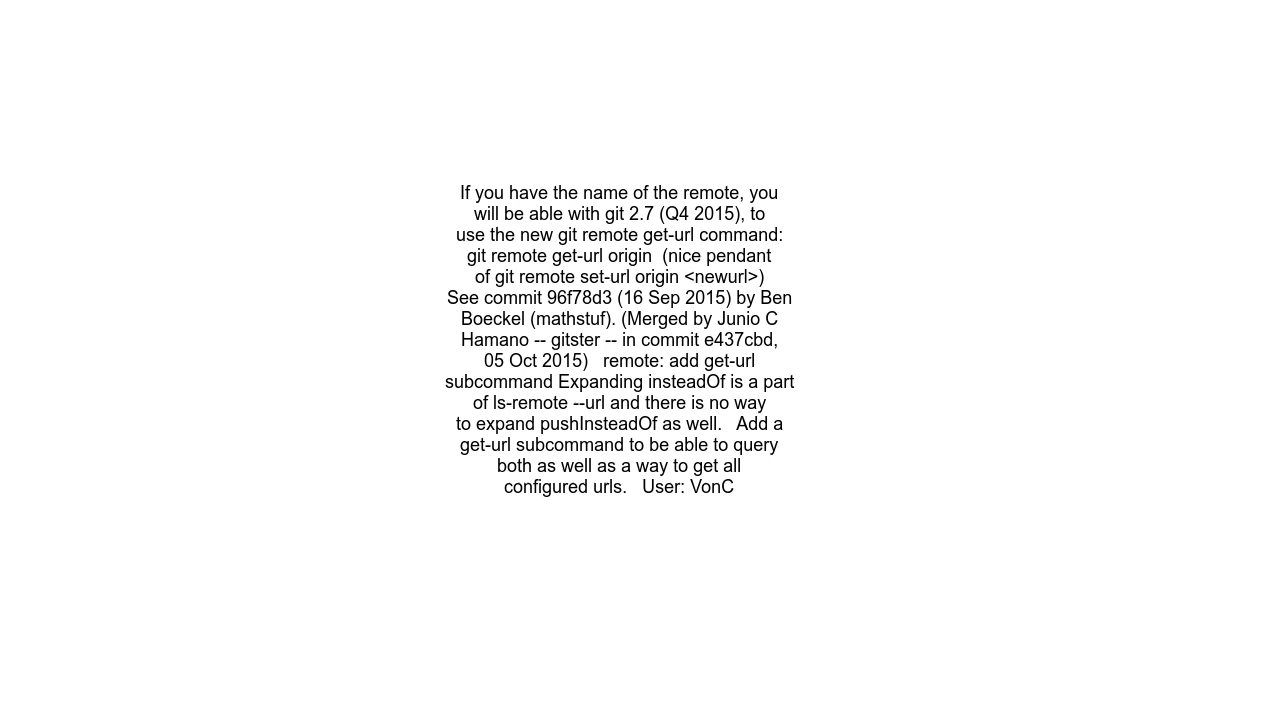 If you have the name of the remote, you
will be able with git 2.7 (Q4 2015), to
use the new git remote get-url command:
git remote get-url origin  (nice pendant
of git remote set-url origin <newurl>)
See commit 96f78d3 (16 Sep 2015) by Ben
Boeckel (mathstuf). (Merged by Junio C
Hamano -- gitster -- in commit e437cbd,
05 Oct 2015)   remote: add get-url
subcommand Expanding insteadOf is a part
of ls-remote --url and there is no way
to expand pushInsteadOf as well.   Add a
get-url subcommand to be able to query
both as well as a way to get all
configured urls.   User: VonC